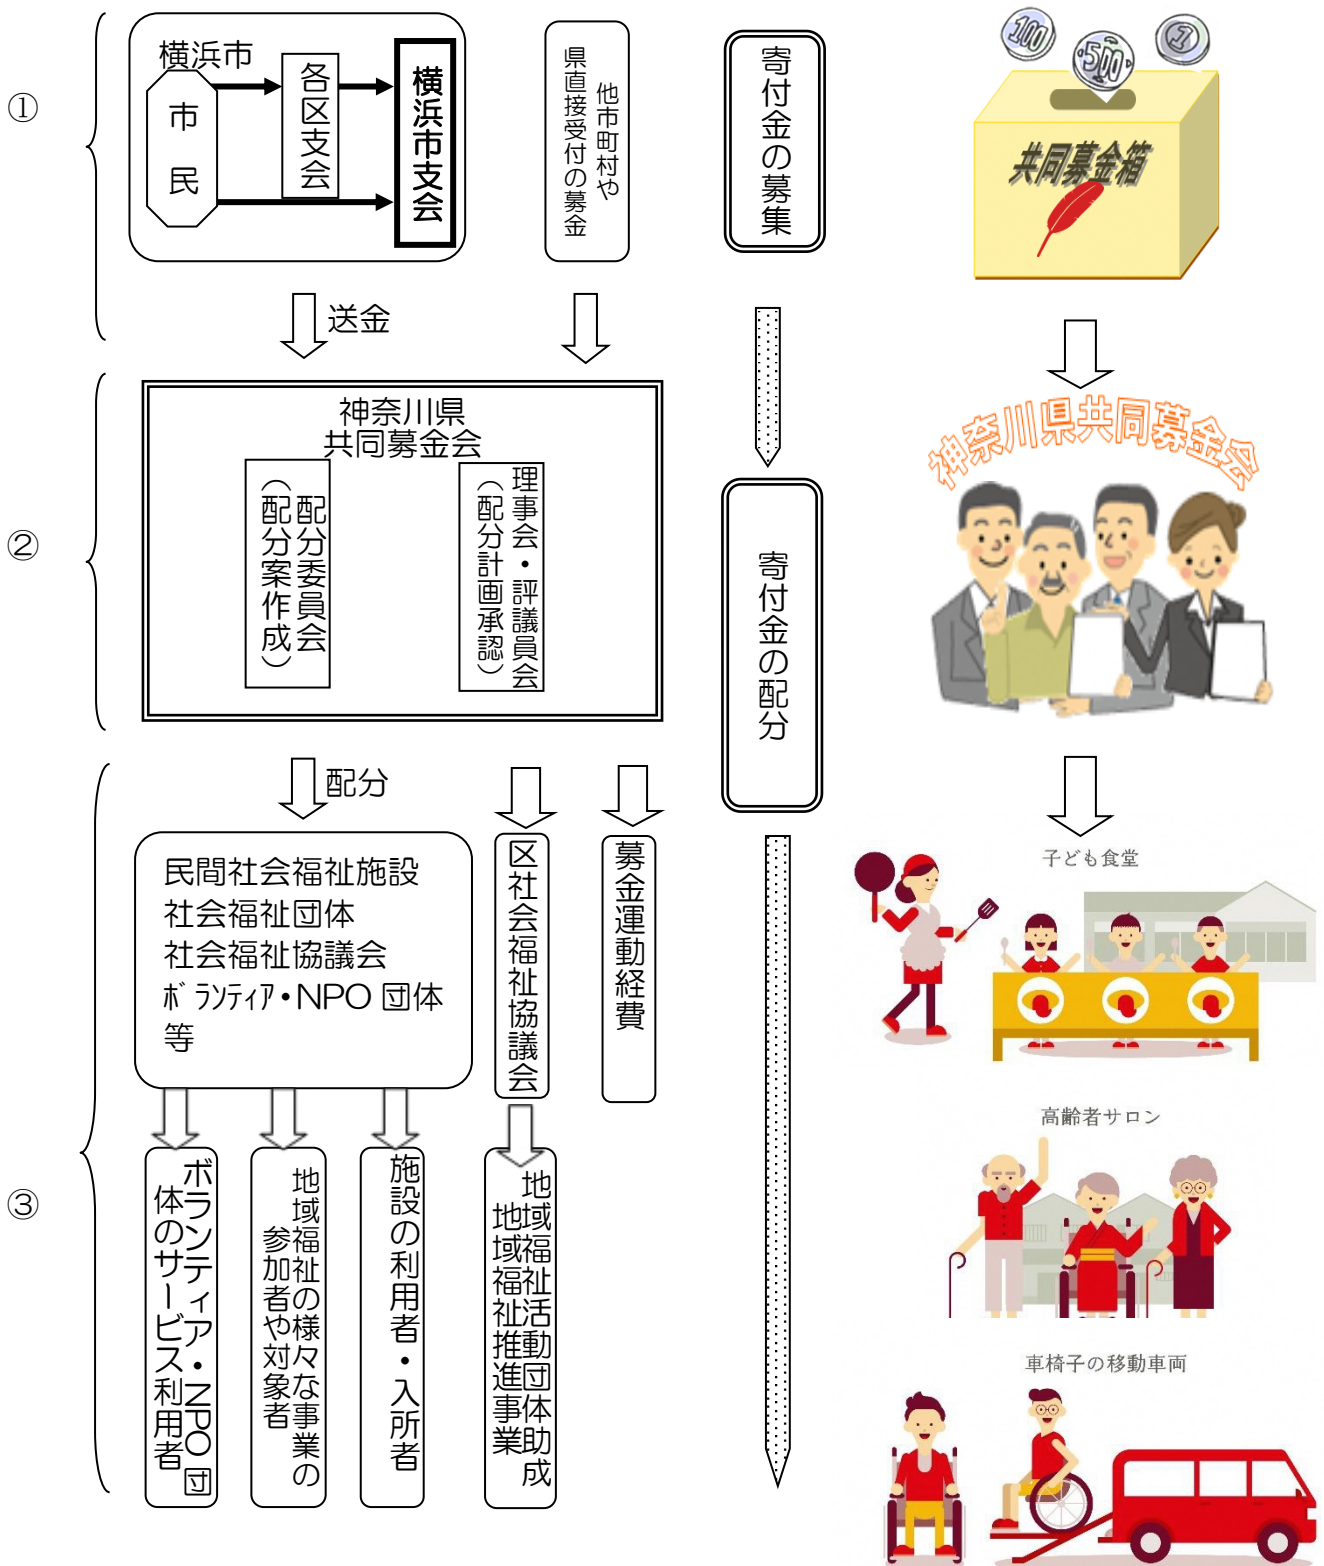 ①
横浜市
市民
各区支会
横浜市支会
他市町村や
県直接受付の募金
寄付金の募集
100
500
1
共同募金箱
送金
②
神奈川県
共同募金会
配分委員会
(配分案作成)
理事会・評議員会
(配分計画承認)
寄付金の配分
神奈川県共同募金会
③
配分
民間社会福祉施設
社会福祉団体
社会福祉協議会
ボランティア・NPO 団体
等
区社会福祉協議会
募金運動経費
ボランティア・NPO 団
体のサービス利用者
地域福祉の様々な事業の
参加者や対象者
施設の利用者・入所者
地域福祉活動団体助成
地域福祉推進事業
子ども食堂
高齢者サロン
車椅子の移動車両